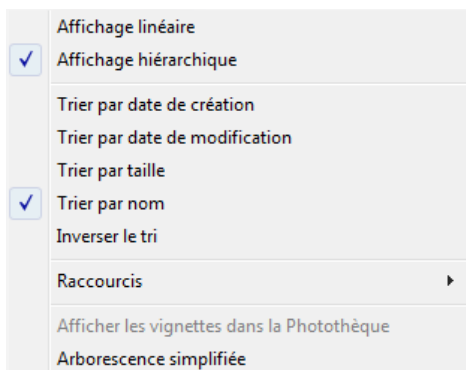 Affichage linéaire
Affichage hiérarchique
Trier par date de création
Trier par date de modification
Trier par taille
Trier par nom
Inverser le tri
Raccourcis
Afficher les vignettes dans la Photothèque
Arborescence simplifiée